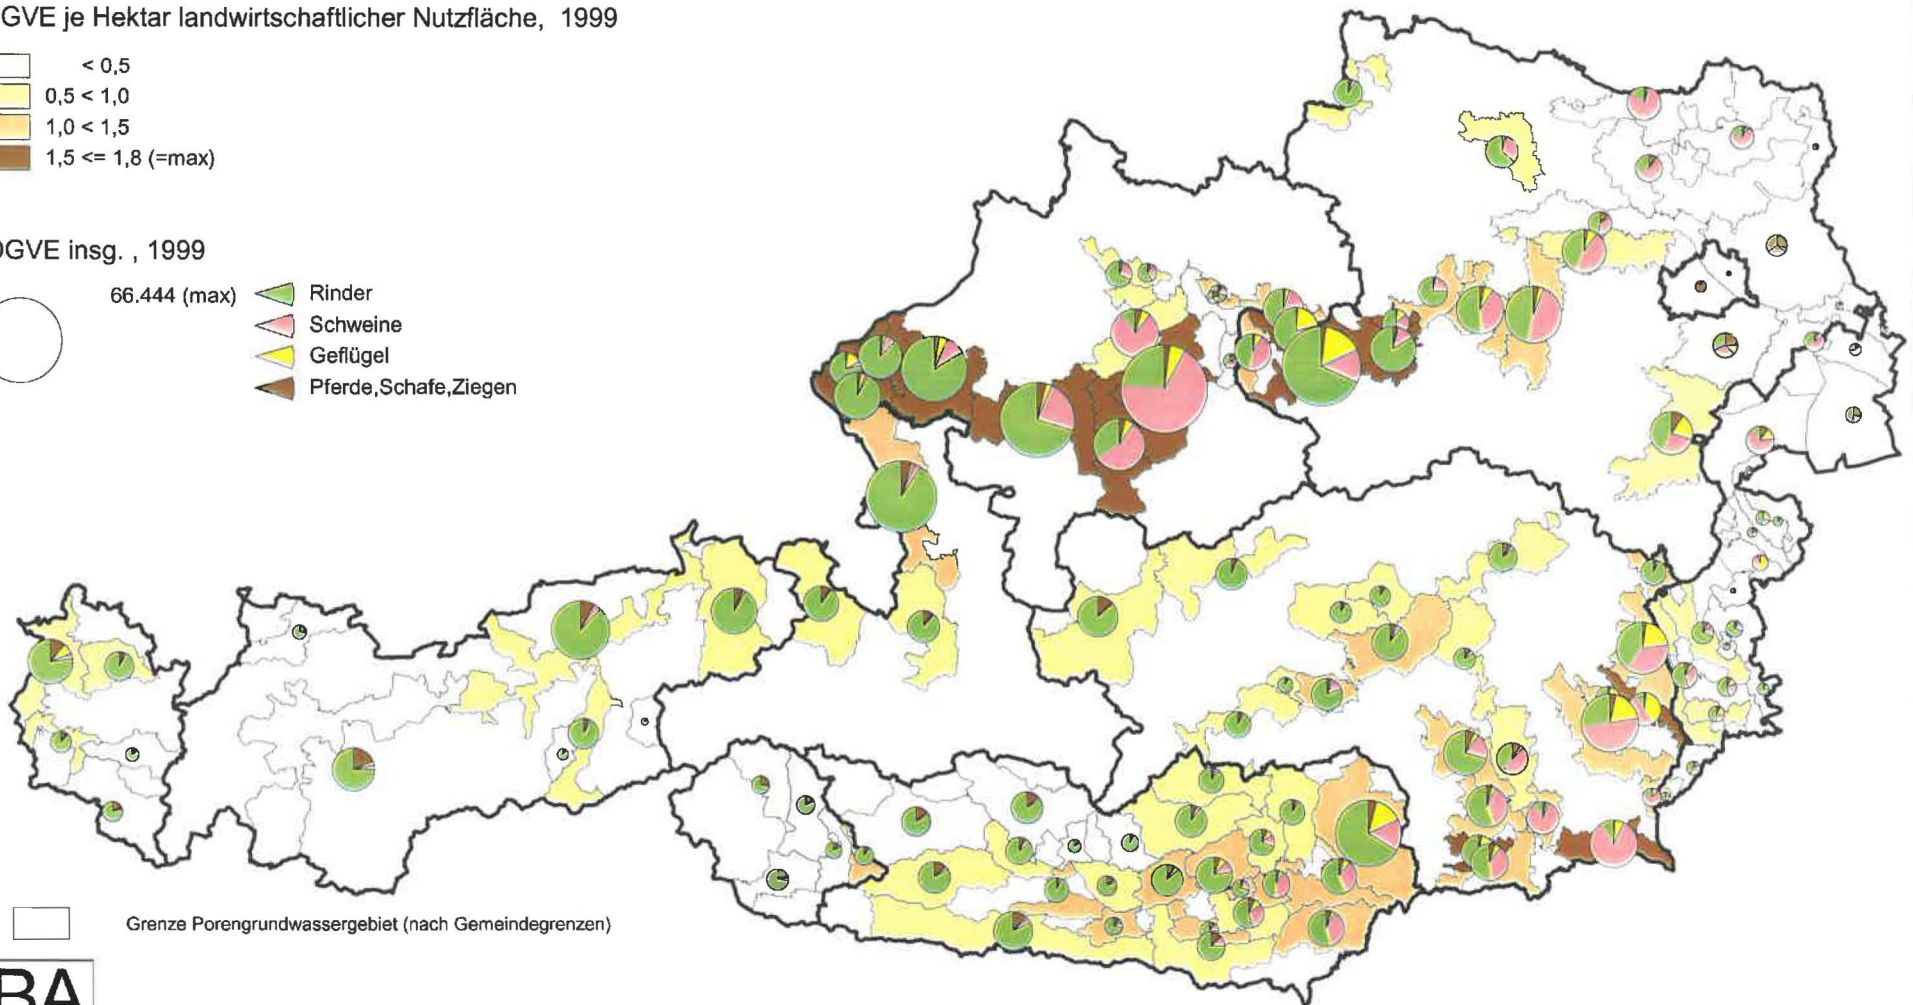 GVE je Hektar landwirtschaftlicher Nutzfläche, 1999
< 0,5
0,5 < 1,0
1,0 < 1,5
1,5 <= 1,8 (=max)
GVE insg. , 1999
66.444 (max)
Rinder
Schweine
Geflügel
Pferde,Schafe,Ziegen
Grenze Porengrundwassergebiet (nach Gemeindegrenzen)
BA